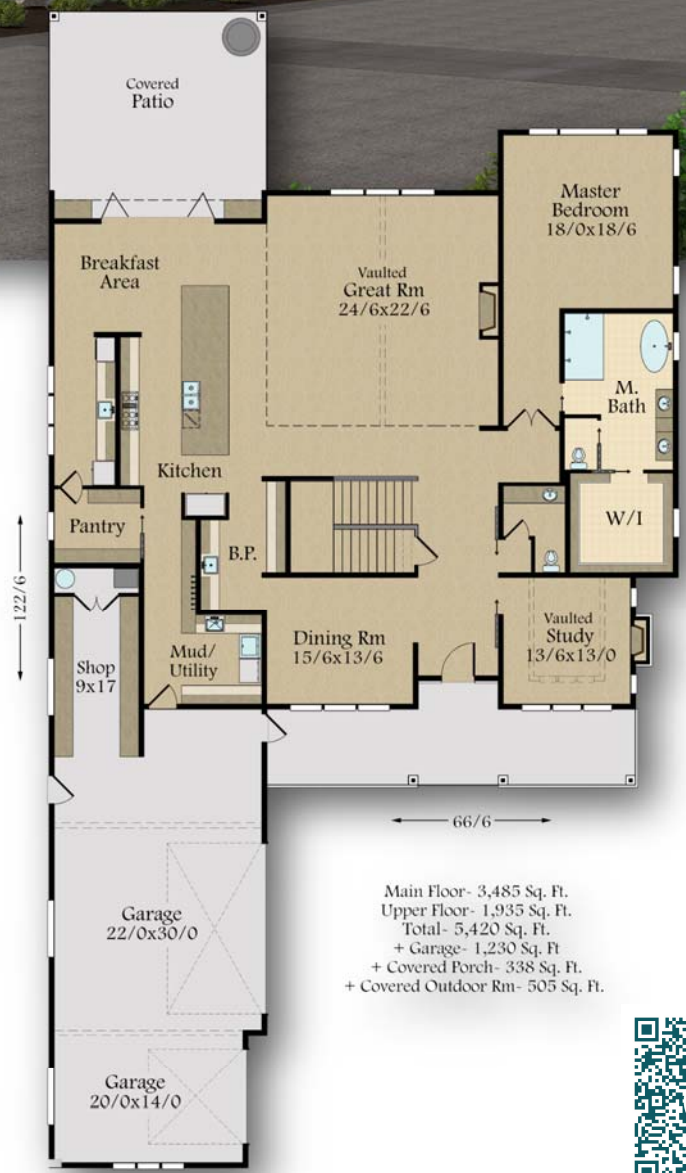 Covered
Patio
Master
Bedroom
18/0x18/6
Breakfast
Area
Vaulted
Great Rm
24/6x22/6
M.
Bath
Kitchen
Pantry
B.P.
W/I
122/6
Shop
9x17
Mud/
Utility
Dining Rm
15/6x13/6
Vaulted
Study
13/6x13/0
66/6
Garage
22/0x30/0
Main Floor- 3,485 Sq. Ft.
Upper Floor- 1,935 Sq. Ft.
Total- 5,420 Sq. Ft.
+ Garage- 1,230 Sq. Ft
+ Covered Porch- 338 Sq. Ft.
+ Covered Outdoor Rm- 505 Sq. Ft.
Garage
20/0x14/0